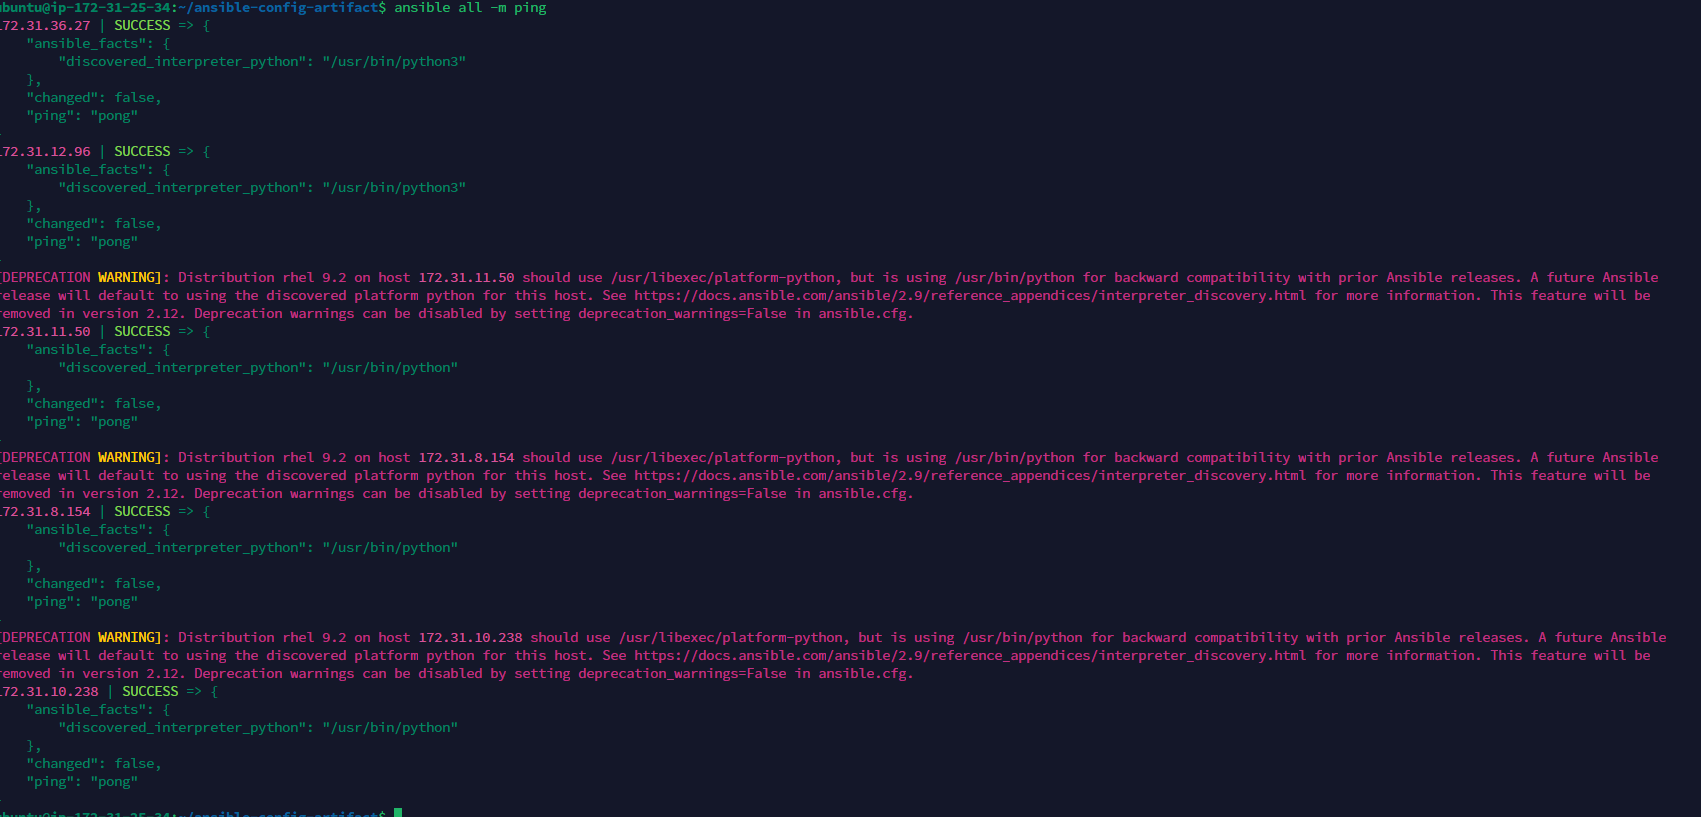 ubuntu@ip-172-31-25-34:~/ansible-config-artifact$ ansible all -m ping
172.31.36.27 | SUCCESS => {
    "ansible_facts": {
        "discovered_interpreter_python": "/usr/bin/python3"
    },
    "changed": false,
    "ping": "pong"
}
172.31.12.96 | SUCCESS => {
    "ansible_facts": {
        "discovered_interpreter_python": "/usr/bin/python3"
    },
    "changed": false,
    "ping": "pong"
}
[DEPRECATION WARNING]: Distribution rhel 9.2 on host 172.31.11.50 should use /usr/libexec/platform-python, but is using /usr/bin/python for backward compatibility with prior Ansible releases. A future Ansible
release will default to using the discovered platform python for this host. See https://docs.ansible.com/ansible/2.9/reference_appendices/interpreter_discovery.html for more information. This feature will be
removed in version 2.12. Deprecation warnings can be disabled by setting deprecation_warnings=False in ansible.cfg.
172.31.11.50 | SUCCESS => {
    "ansible_facts": {
        "discovered_interpreter_python": "/usr/bin/python"
    },
    "changed": false,
    "ping": "pong"
}
[DEPRECATION WARNING]: Distribution rhel 9.2 on host 172.31.8.154 should use /usr/libexec/platform-python, but is using /usr/bin/python for backward compatibility with prior Ansible releases. A future Ansible
release will default to using the discovered platform python for this host. See https://docs.ansible.com/ansible/2.9/reference_appendices/interpreter_discovery.html for more information. This feature will be
removed in version 2.12. Deprecation warnings can be disabled by setting deprecation_warnings=False in ansible.cfg.
172.31.8.154 | SUCCESS => {
    "ansible_facts": {
        "discovered_interpreter_python": "/usr/bin/python"
    },
    "changed": false,
    "ping": "pong"
}
[DEPRECATION WARNING]: Distribution rhel 9.2 on host 172.31.10.238 should use /usr/libexec/platform-python, but is using /usr/bin/python for backward compatibility with prior Ansible releases. A future Ansible
release will default to using the discovered platform python for this host. See https://docs.ansible.com/ansible/2.9/reference_appendices/interpreter_discovery.html for more information. This feature will be
removed in version 2.12. Deprecation warnings can be disabled by setting deprecation_warnings=False in ansible.cfg.
172.31.10.238 | SUCCESS => {
    "ansible_facts": {
        "discovered_interpreter_python": "/usr/bin/python"
    },
    "changed": false,
    "ping": "pong"
}
ubuntu@ip-172-31-25-34:~/ansible-config-artifact$